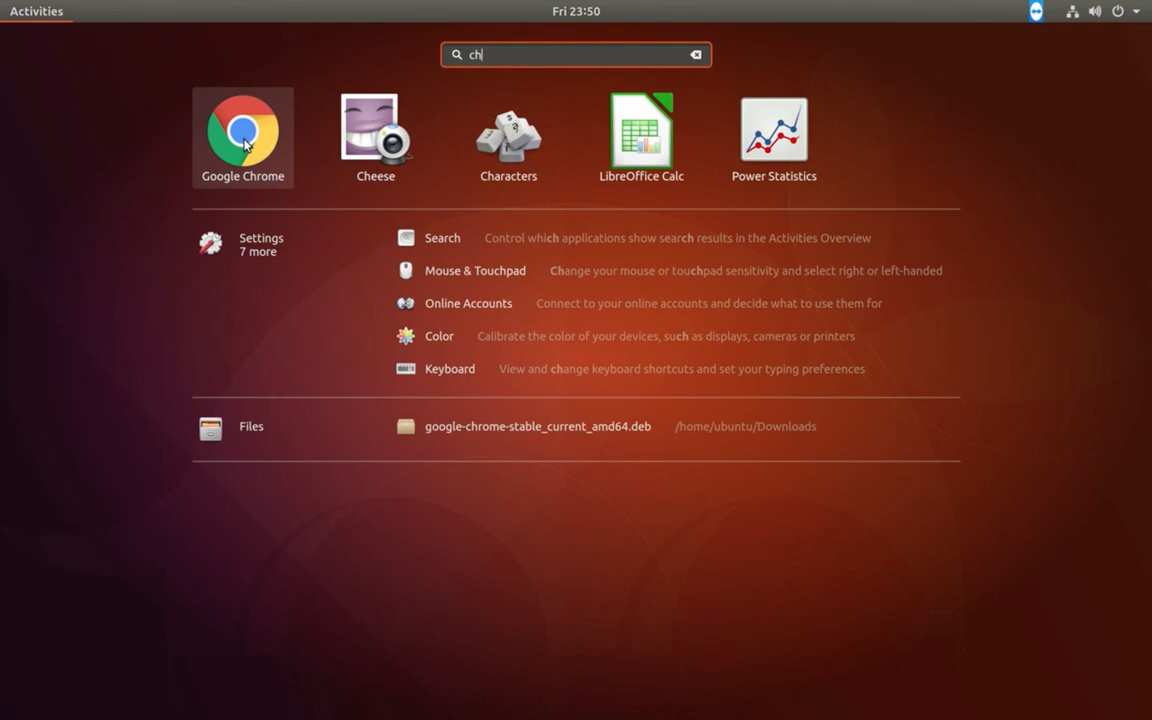 Activities
Fri 23:50
ch
Google Chrome
Cheese
Characters
LibreOffice Calc
Power Statistics
Settings
7 more
Search Control which applications show search results in the Activities Overview
Mouse & Touchpad Change your mouse or touchpad sensitivity and select right or left-handed
Online Accounts Connect to your online accounts and decide what to use them for
Color Calibrate the color of your devices, such as displays, cameras or printers
Keyboard View and change keyboard shortcuts and set your typing preferences
Files
google-chrome-stable_current_amd64.deb /home/ubuntu/Downloads